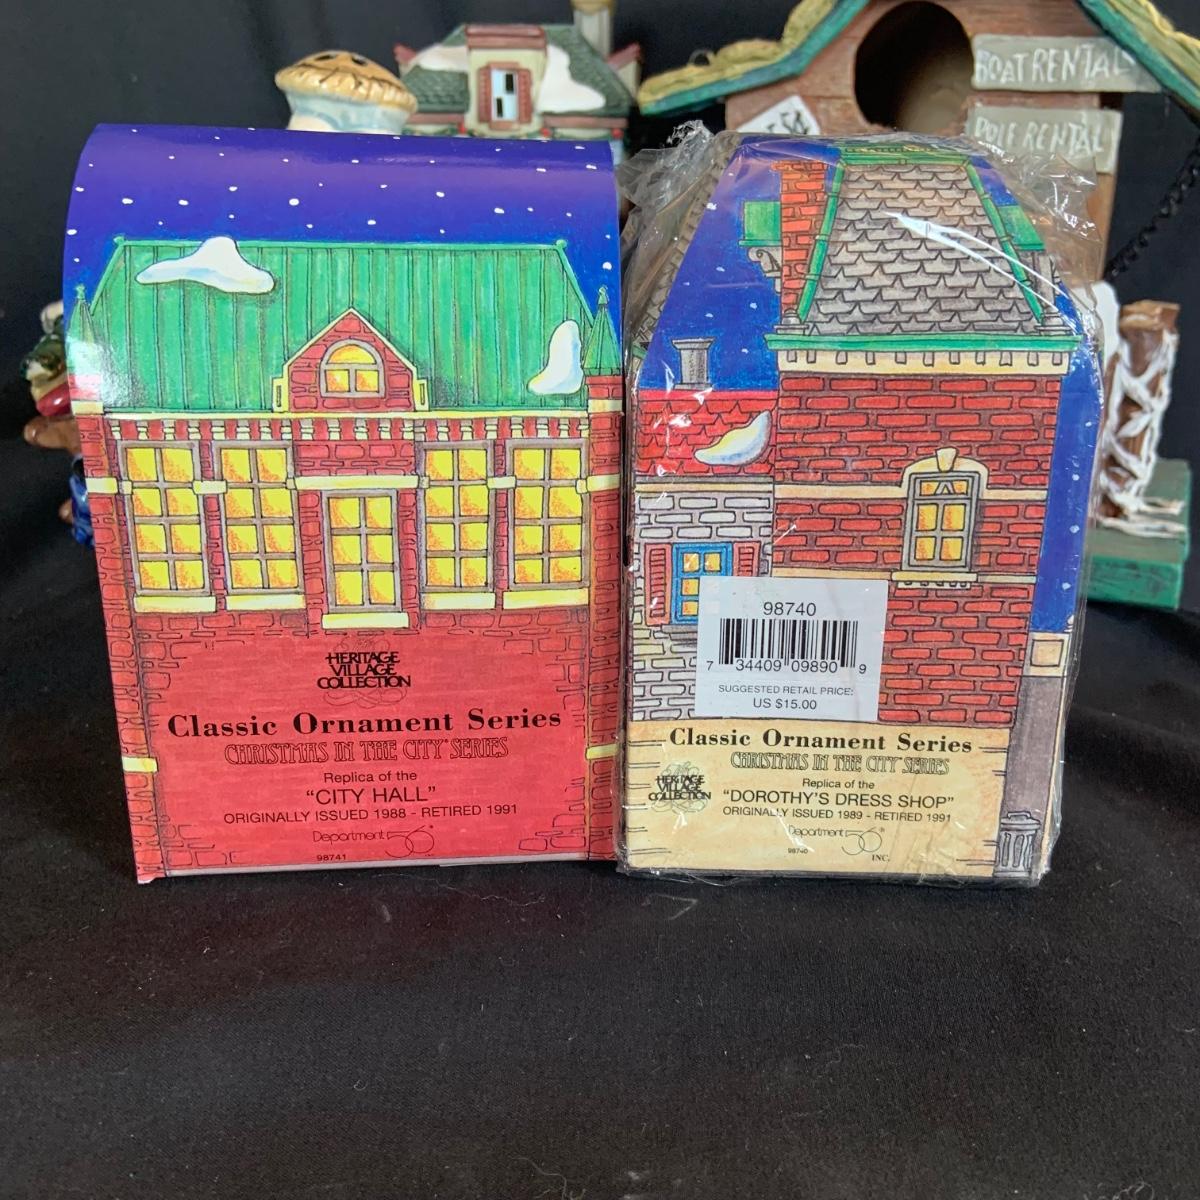 BOAT RENTAL
POLE RENTAL
HERITAGE
VILLAGE
COLLECTION
Classic Ornament Series
CHRISTMAS IN THE CITY SERIES
Replica of the
"CITY HALL"
ORIGINALLY ISSUED 1988 - RETIRED 1991
Department 56®
98741
98740
7 34409 09890 9
SUGGESTED RETAIL PRICE:
US $15.00
Classic Ornament Series
CHRISTMAS IN THE CITY SERIES
HERITAGE
VILLAGE
COLLECTION
Replica of the
"DOROTHY'S DRESS SHOP"
ORIGINALLY ISSUED 1989 - RETIRED 1991
Department 56®
98740
INC.